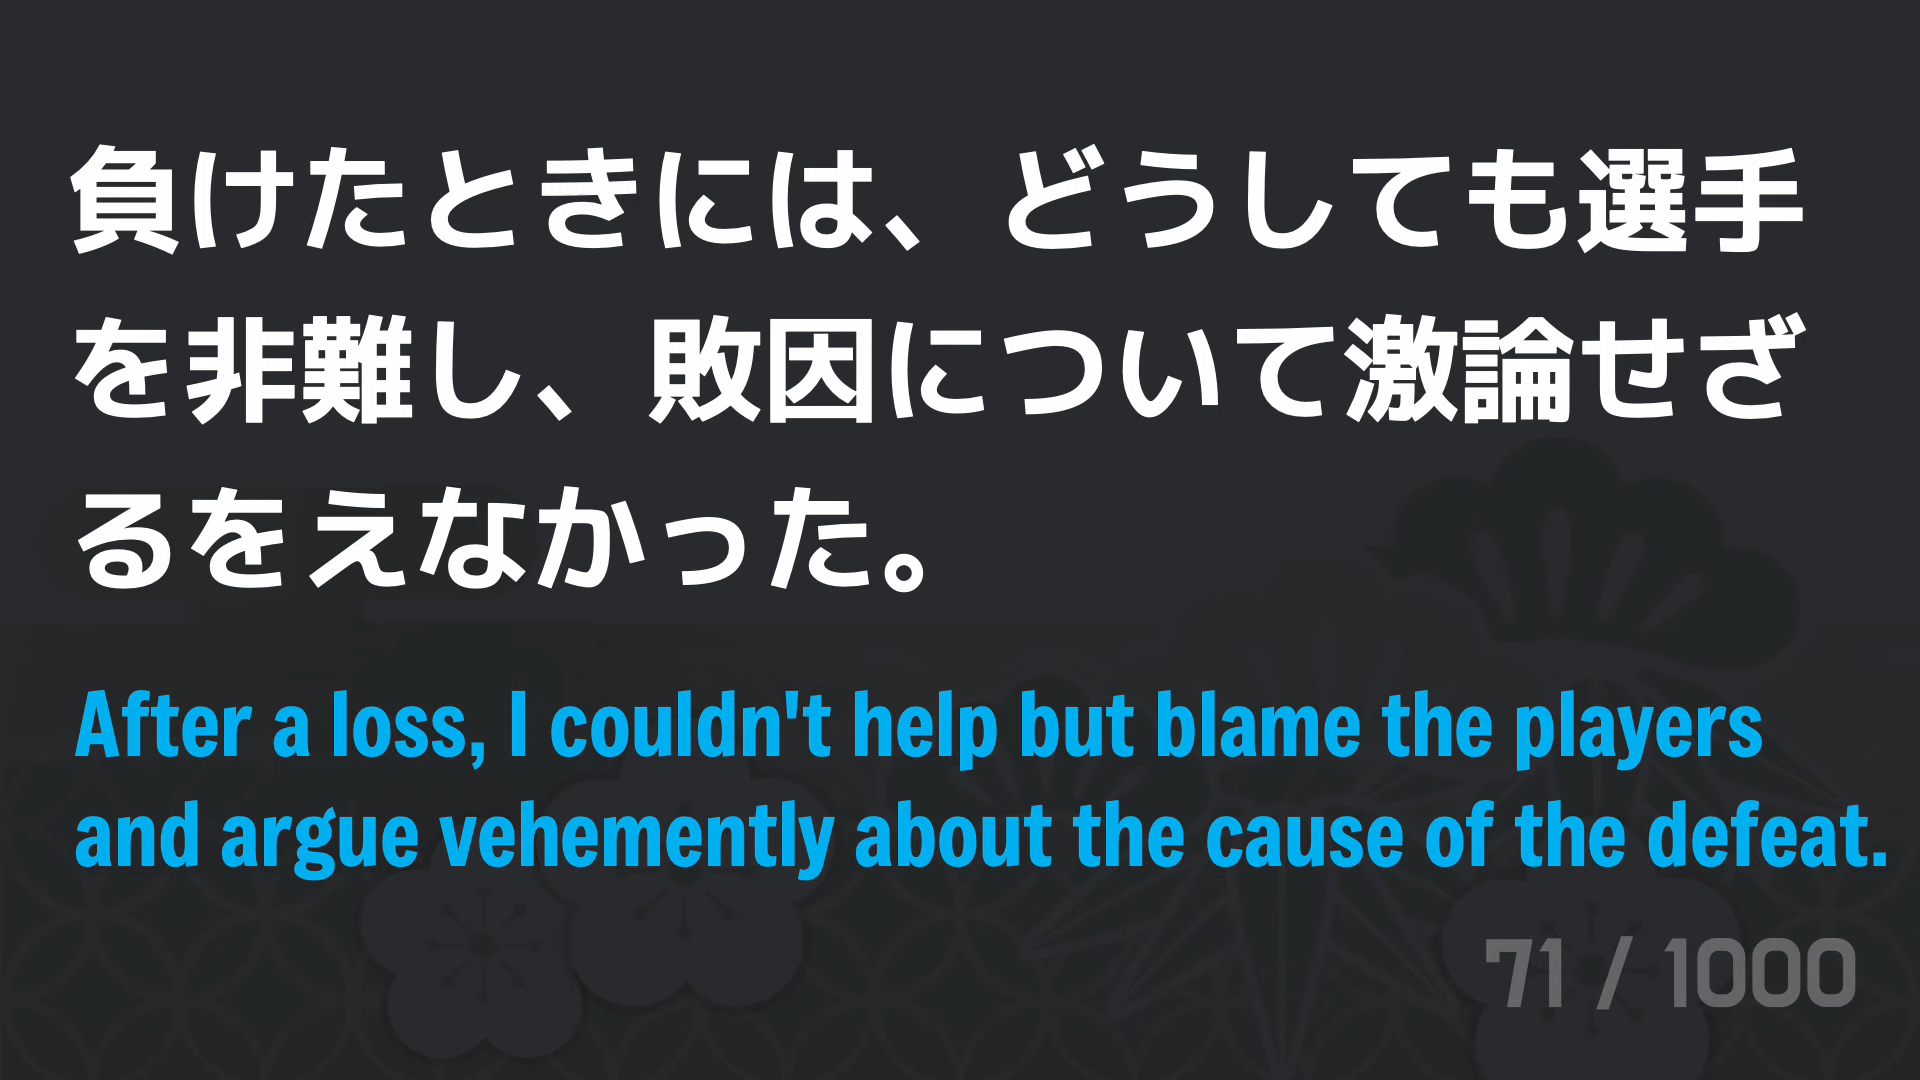 負けたときには、どうしても選手
を非難し、敗因について激論せざ
るをえなかった。
After a loss, I couldn't help but blame the players
and argue vehemently about the cause of the defeat.
71 / 1000